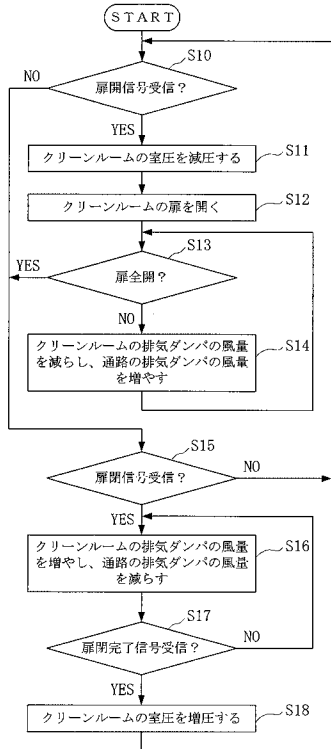 START
S10
NO
扉開信号受信?
YES
S11
クリーンルームの室圧を減圧する
S12
クリーンルームの扉を開く
S13
YES
扉全開?
NO
S14
クリーンルームの排気ダンパの風量
を減らし、通路の排気ダンパの風量
を増やす
S15
扉閉信号受信?
NO
YES
S16
クリーンルームの排気ダンパの風量
を増やし、通路の排気ダンパの風量
を減らす
S17
扉閉完了信号受信?
NO
YES
S18
クリーンルームの室圧を増圧する